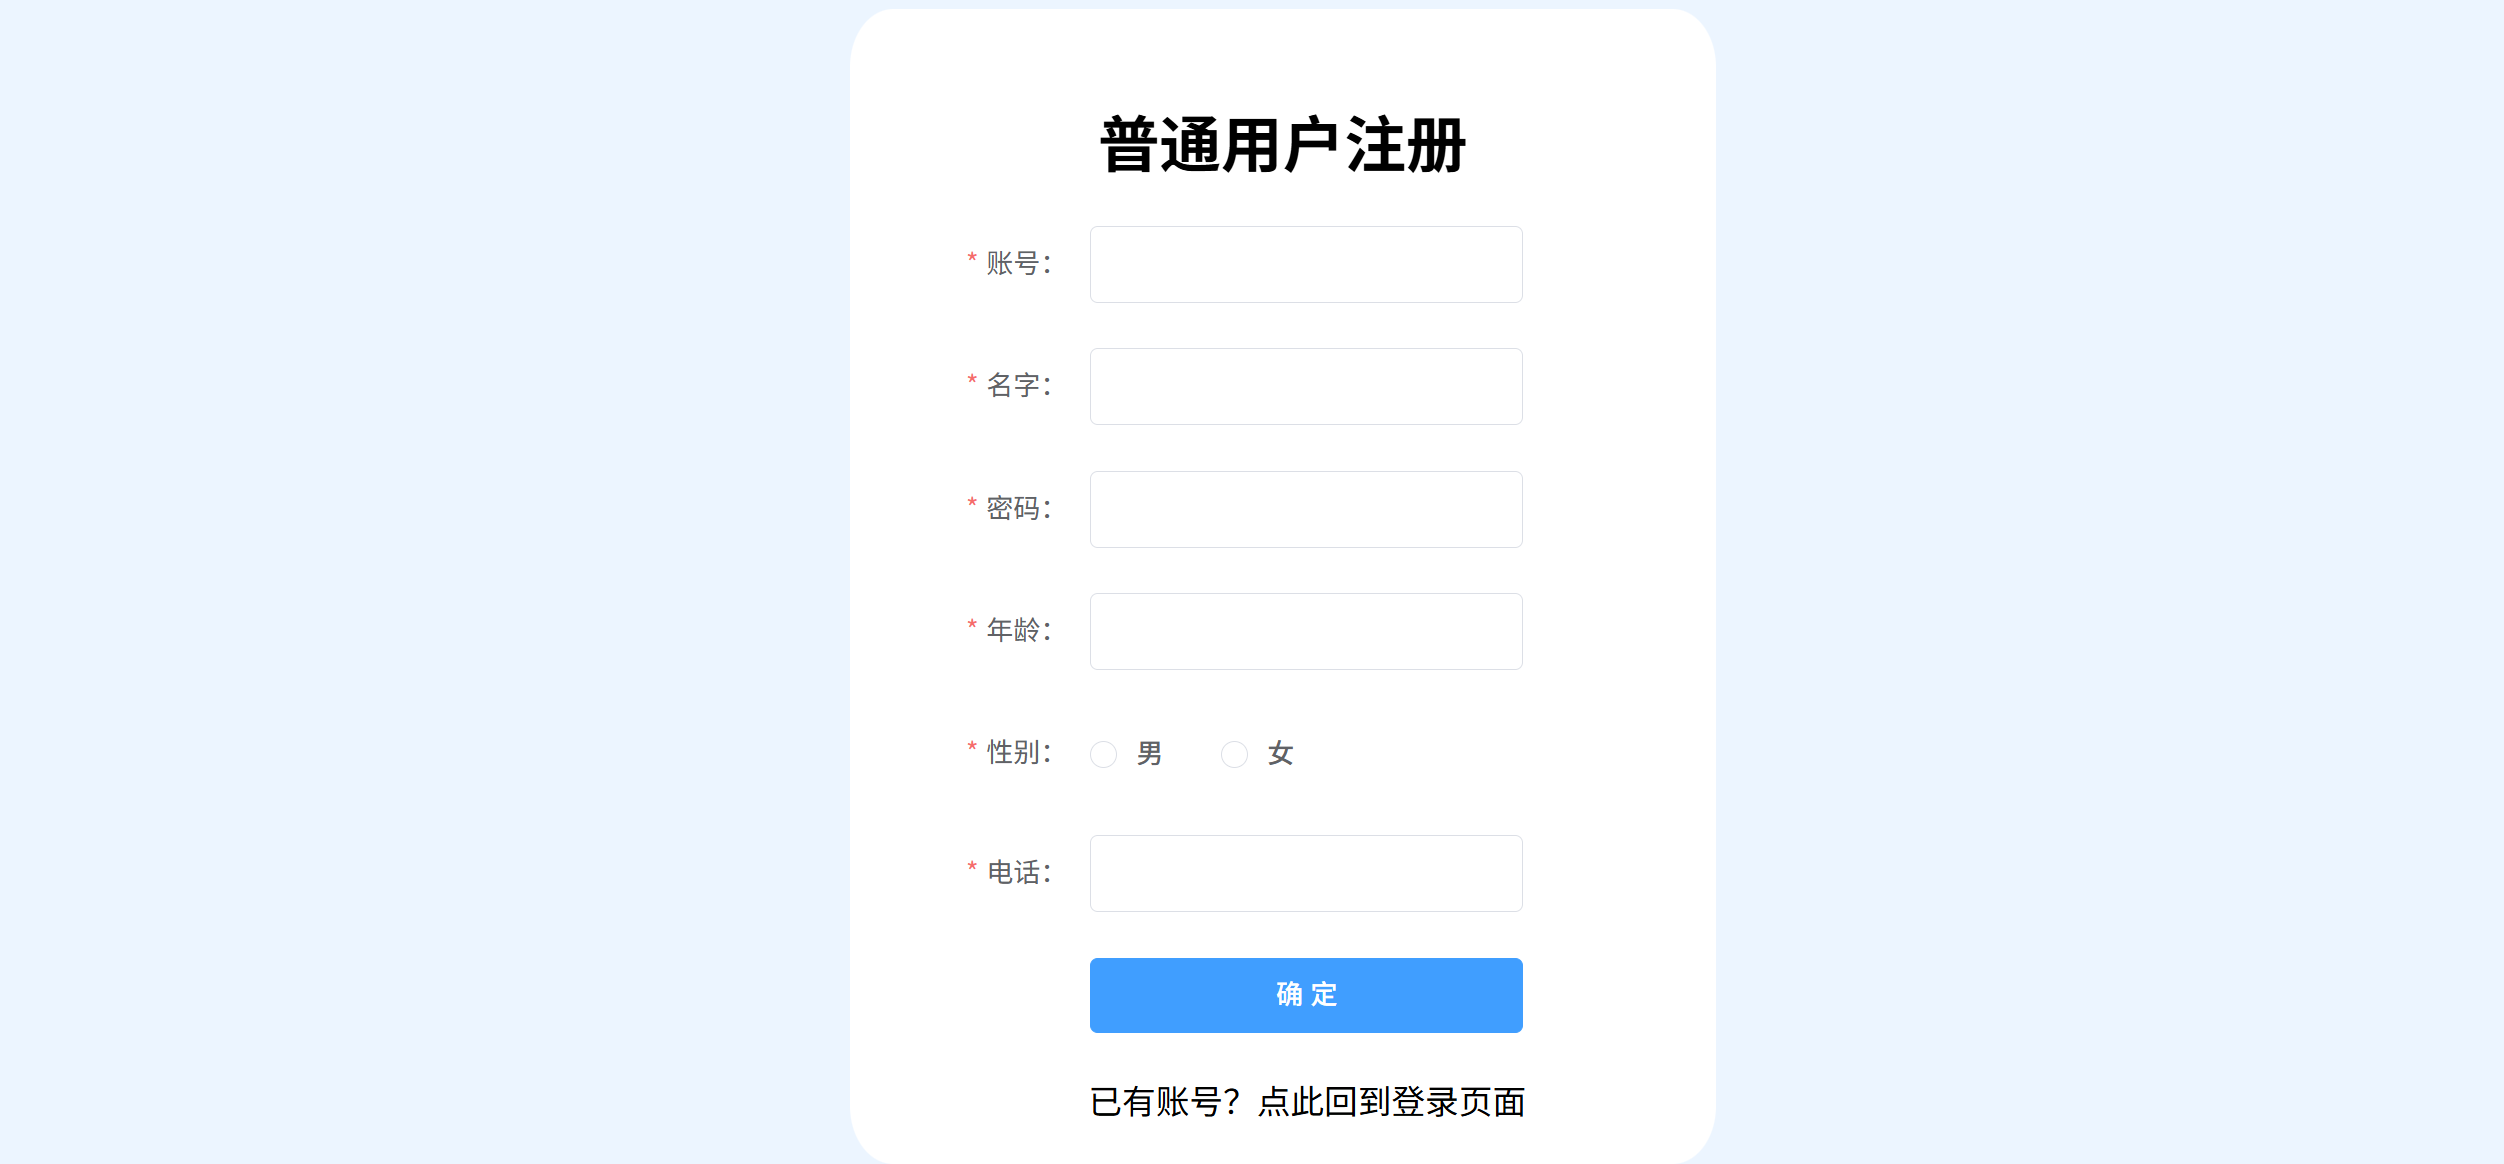 普通用户注册
* 账号：
* 名字：
* 密码：
* 年龄：
* 性别： 男 女
* 电话：
确 定
已有账号？点此回到登录页面